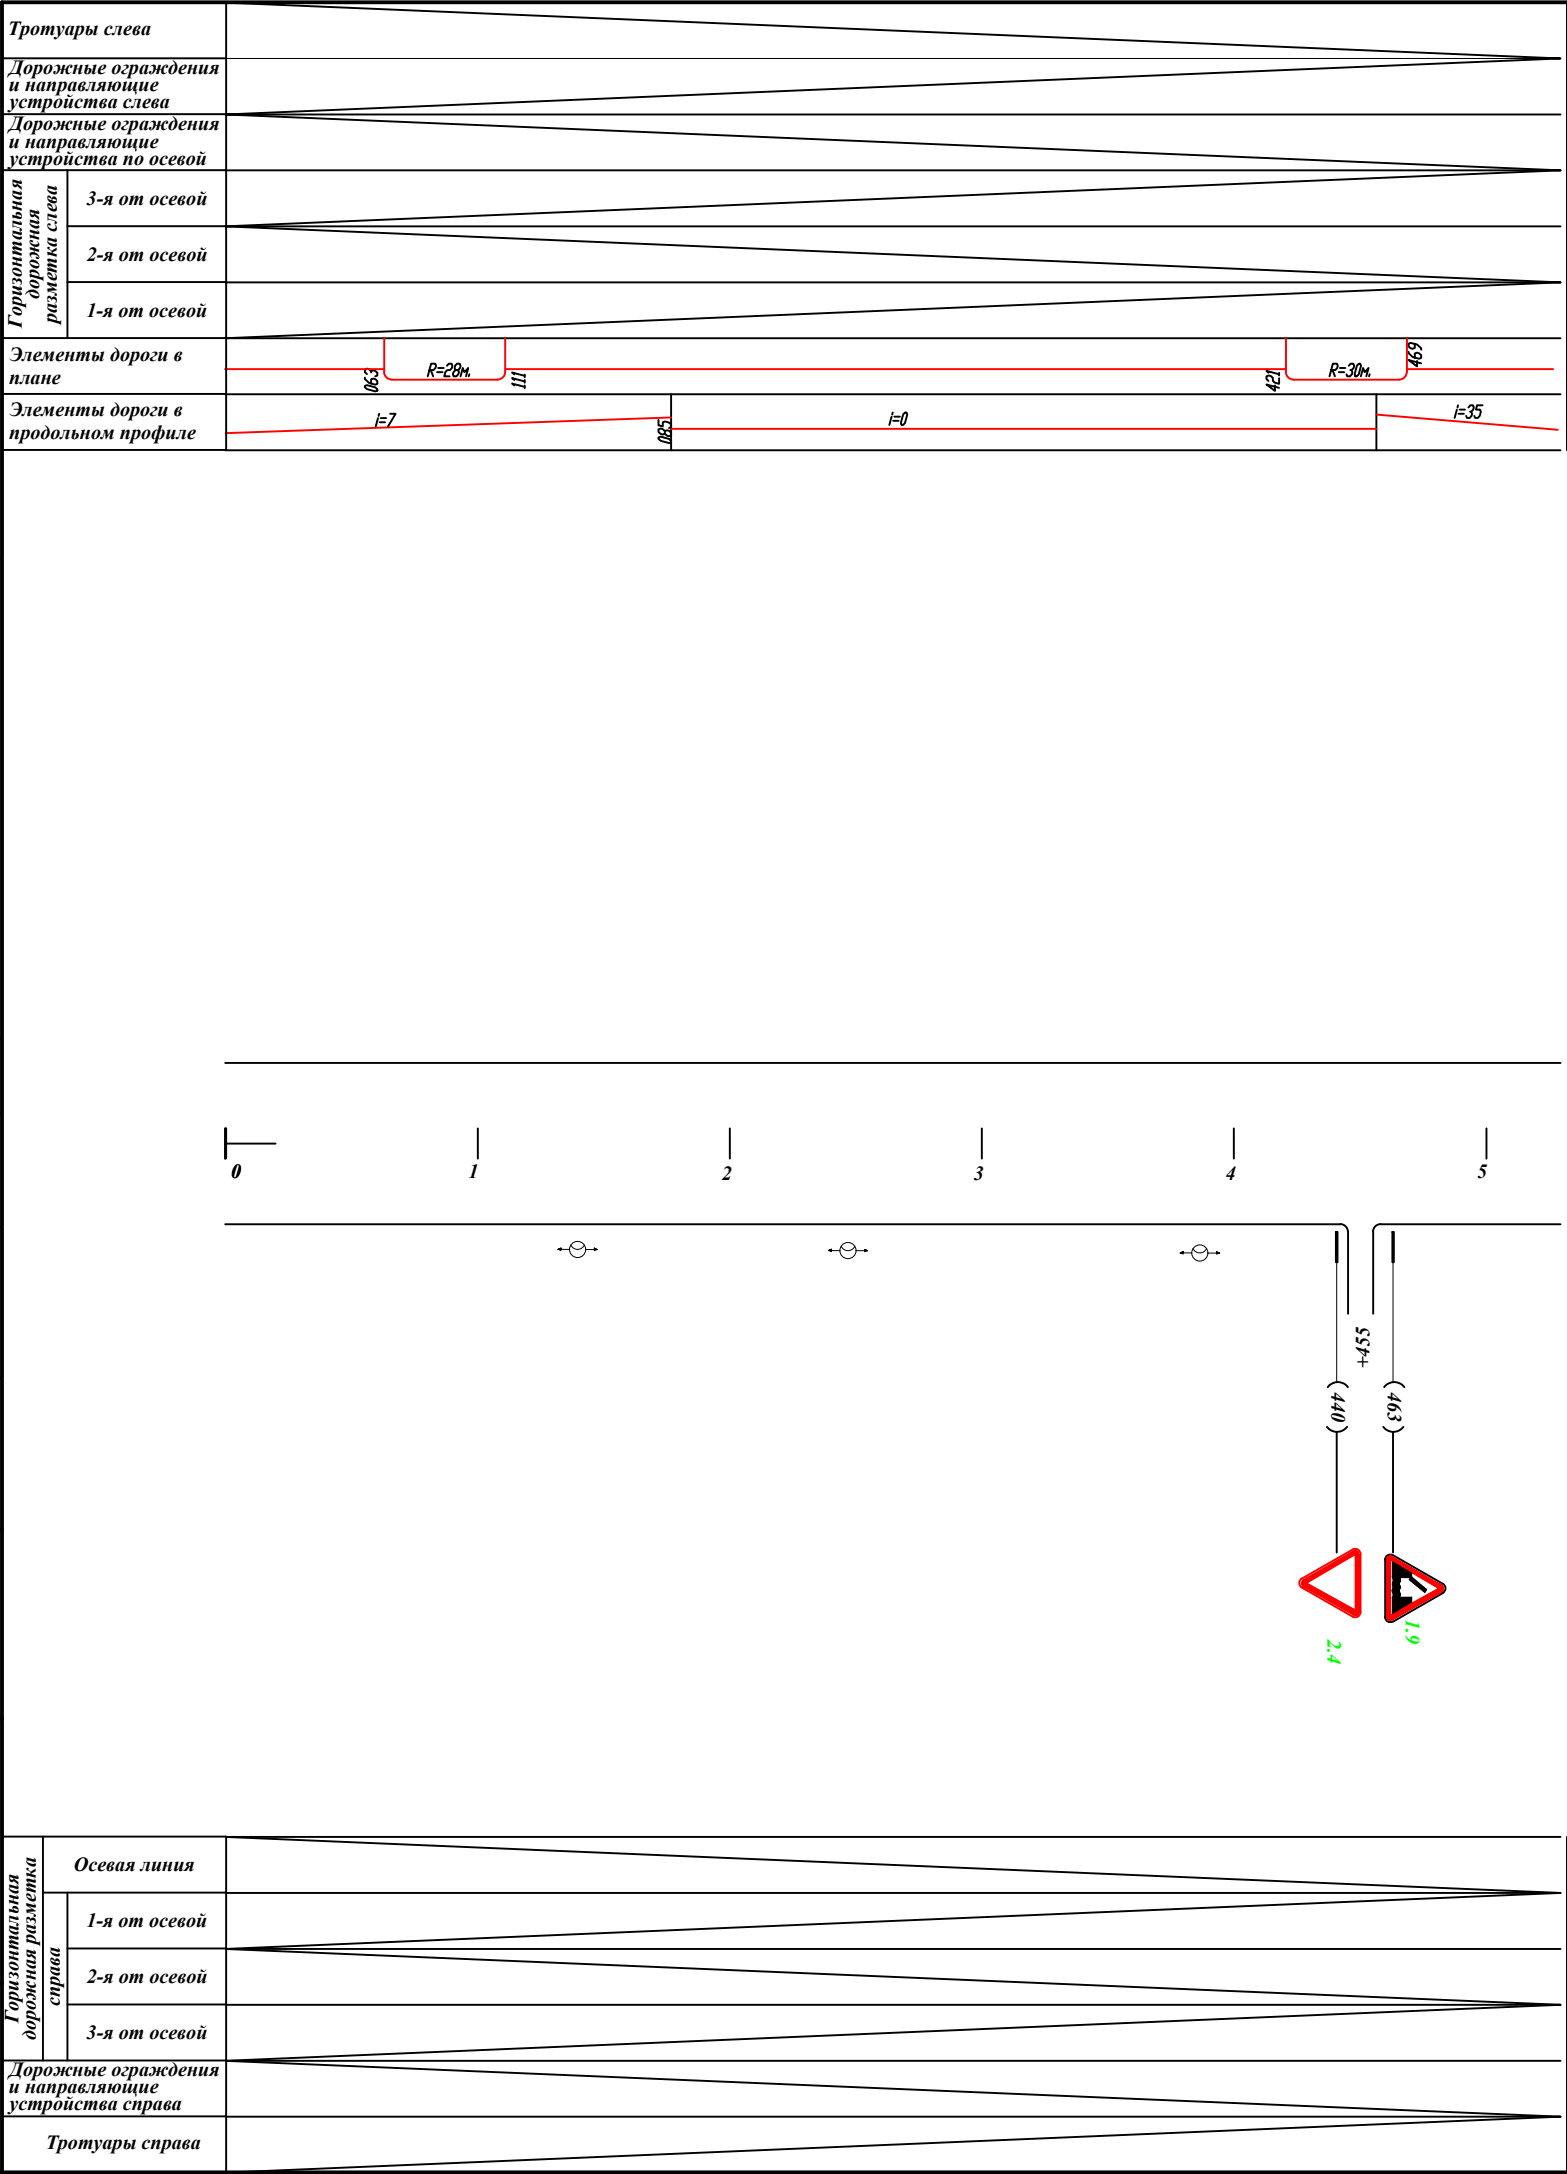 Тротуары слева
Дорожные ограждения
и направляющие
устройства слева
Дорожные ограждения
и направляющие
устройства по осевой
Горизонтальная
дорожная
разметка слева
3-я от осевой
2-я от осевой
1-я от осевой
Элементы дороги в
плане
063
R=28м.
111
421
R=30м.
469
Элементы дороги в
продольном профиле
i=7
085
i=0
i=35
0
1
2
3
4
5
+455
(440)
(463)
2.4
1.9
Горизонтальная
дорожная разметка
справа
Осевая линия
1-я от осевой
2-я от осевой
3-я от осевой
Дорожные ограждения
и направляющие
устройства справа
Тротуары справа